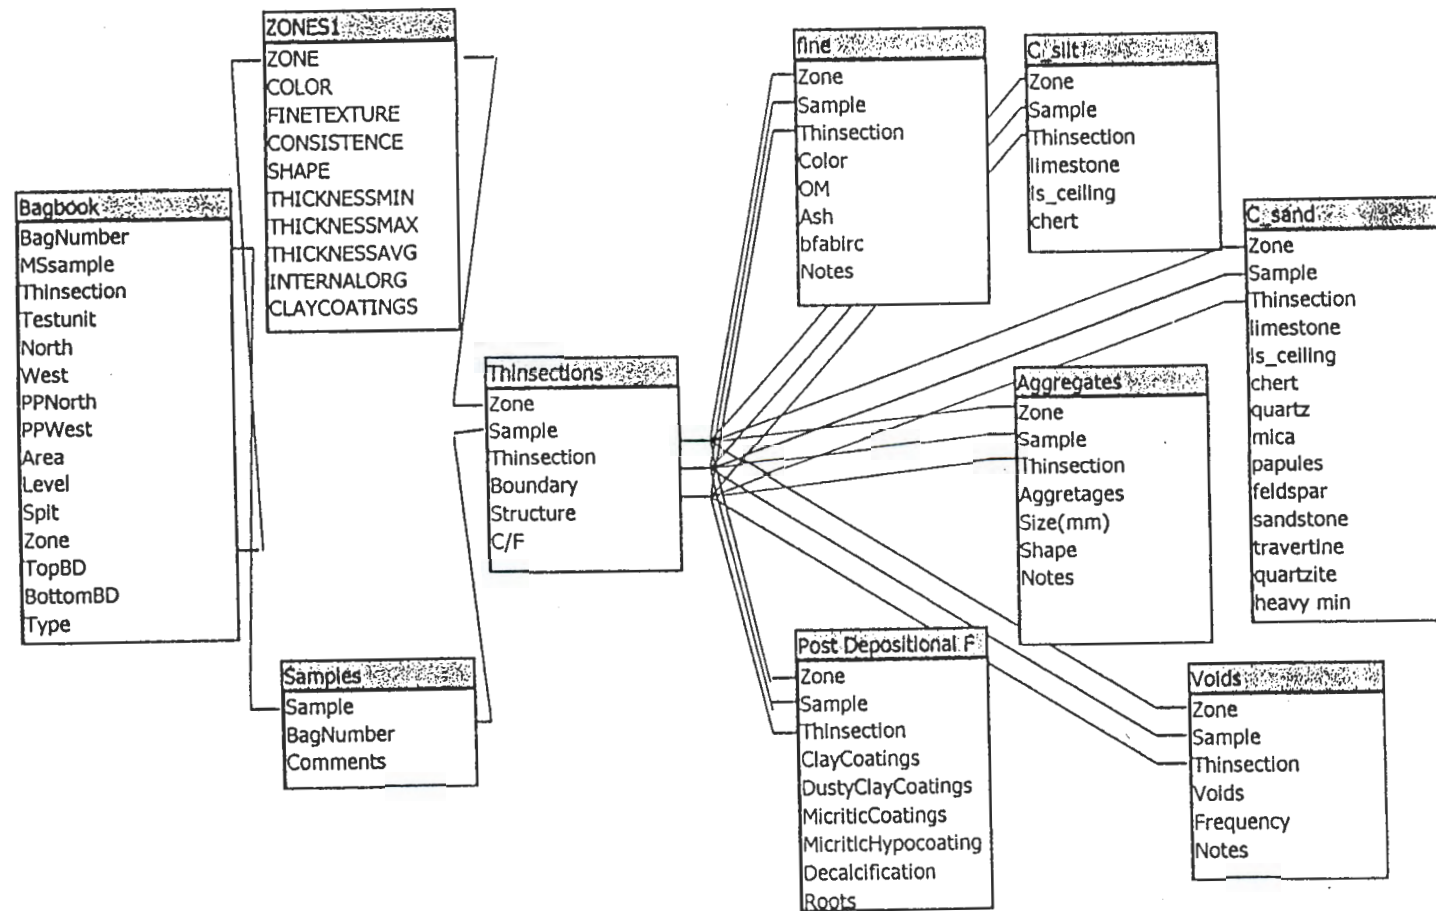 ZONES1
ZONE
COLOR
FINETEXTURE
CONSISTENCE
SHAPE
THICKNESSMIN
THICKNESSMAX
THICKNESSAVG
INTERNALORG
CLAYCOATINGS
Bagbook
BagNumber
MSsample
Thinsection
Testunit
North
West
PPNorth
PPWest
Area
Level
Split
Zone
TopBD
BottomBD
Type
Samples
Sample
BagNumber
Comments
Thinsections
Zone
Sample
Thinsection
Boundary
Structure
C/F
fine
Zone
Sample
Thinsection
Color
OM
Ash
bfabirc
Notes
C_silt
Zone
Sample
Thinsection
limestone
ls_ceiling
chert
C_sand
Zone
Sample
Thinsection
limestone
ls_ceiling
chert
quartz
mica
papules
feldspar
sandstone
travertine
quartzite
heavy min
Aggregates
Zone
Sample
Thinsection
Aggretages
Size(mm)
Shape
Notes
Post Depositional F
Zone
Sample
Thinsection
ClayCoatings
DustyClayCoatings
MicriticCoatings
MicriticHypocoating
Decalcification
Roots
Voids
Zone
Sample
Thinsection
Voids
Frequency
Notes